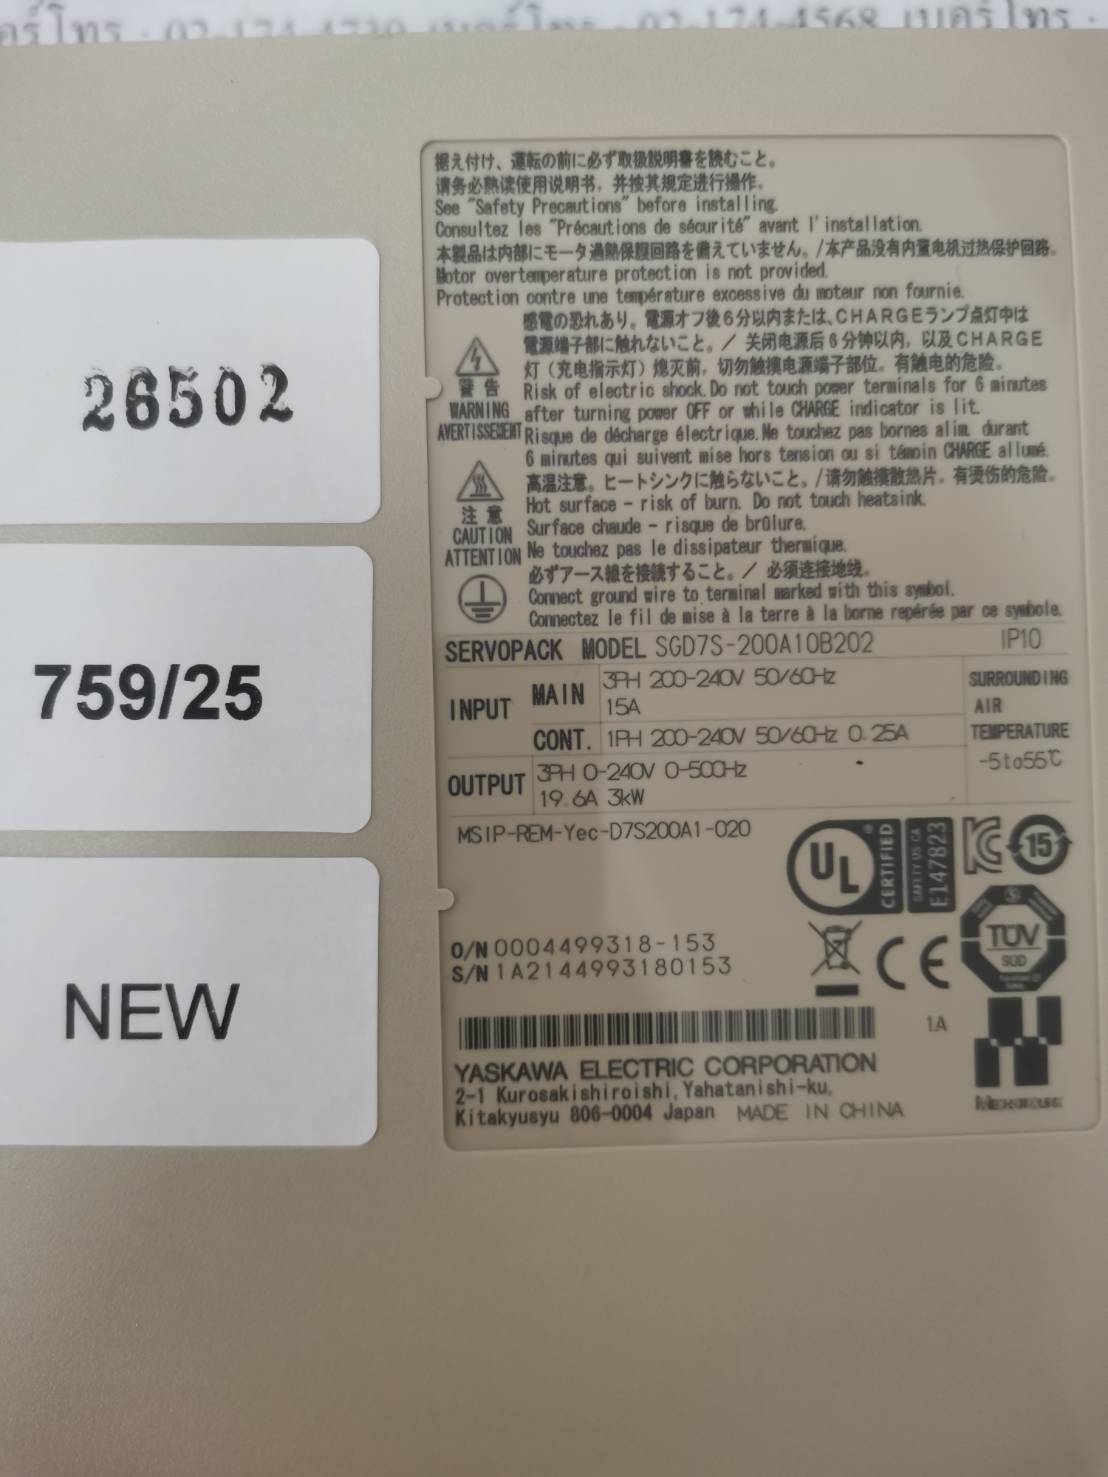 26502
759/25
NEW
据え付け、運転の前に必ず取扱説明書を読むこと。
请务必熟读使用说明书，并按其规定进行操作。
See "Safety Precautions" before installing.
Consultez les "Précautions de sécurité" avant l'installation.
本製品は内部にモータ過熱保護回路を備えていません。/本产品没有内置电机过热保护回路。
Motor overtemperature protection is not provided.
Protection contre une température excessive du moteur non fournie.
感電の恐れあり。電源オフ後6分以内または、CHARGEランプ点灯中は
電源端子部に触れないこと。／ 关闭电源后6分钟以内，以及CHARGE
灯（充电指示灯）熄灭前，切勿触摸电源端子部位。有触电的危险。
警告
WARNING
AVERTISSEMENT
Risk of electric shock. Do not touch power terminals for 6 minutes
after turning power OFF or while CHARGE indicator is lit.
Risque de décharge électrique. Ne touchez pas bornes alim. durant
6 minutes qui suivent mise hors tension ou si témoin CHARGE allumé.
高温注意。ヒートシンクに触らないこと。/请勿触摸散热片。有烫伤的危险。
注意
CAUTION
ATTENTION
Hot surface - risk of burn. Do not touch heatsink.
Surface chaude - risque de brûlure.
Ne touchez pas le dissipateur thermique.
必ずアース線を接続すること。／ 必须连接地线。
Connect ground wire to terminal marked with this symbol.
Connectez le fil de mise à la terre à la borne repérée par ce symbole.
SERVOPACK MODEL SGD7S-200A10B202 IP10
INPUT MAIN 3PH 200-240V 50/60Hz
15A
CONT. 1PH 200-240V 50/60Hz 0.25A
SURROUNDING
AIR
TEMPERATURE
-5to55℃
OUTPUT 3PH 0-240V 0-500Hz
19.6A 3kW
MSIP-REM-Yec-D7S200A1-020
UL ® CERTIFIED
SAFETY US-CA
E147823
15
TÜV
SÜD
O/N 0004499318-153
S/N 1A2144993180153
CE
1A
YASKAWA ELECTRIC CORPORATION
2-1 Kurosakishiroishi, Yahatanishi-ku,
Kitakyusyu 806-0004 Japan MADE IN CHINA